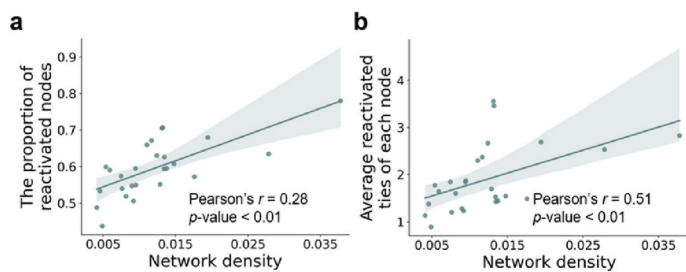 a
The proportion of
reactivated nodes
0.9
0.8
0.7
0.6
0.5
Pearson's r = 0.28
p-value < 0.01
0.005 0.015 0.025 0.035
Network density
b
Average reactivated
ties of each node
4
3
2
1
Pearson's r = 0.51
p-value < 0.01
0.005 0.015 0.025 0.035
Network density